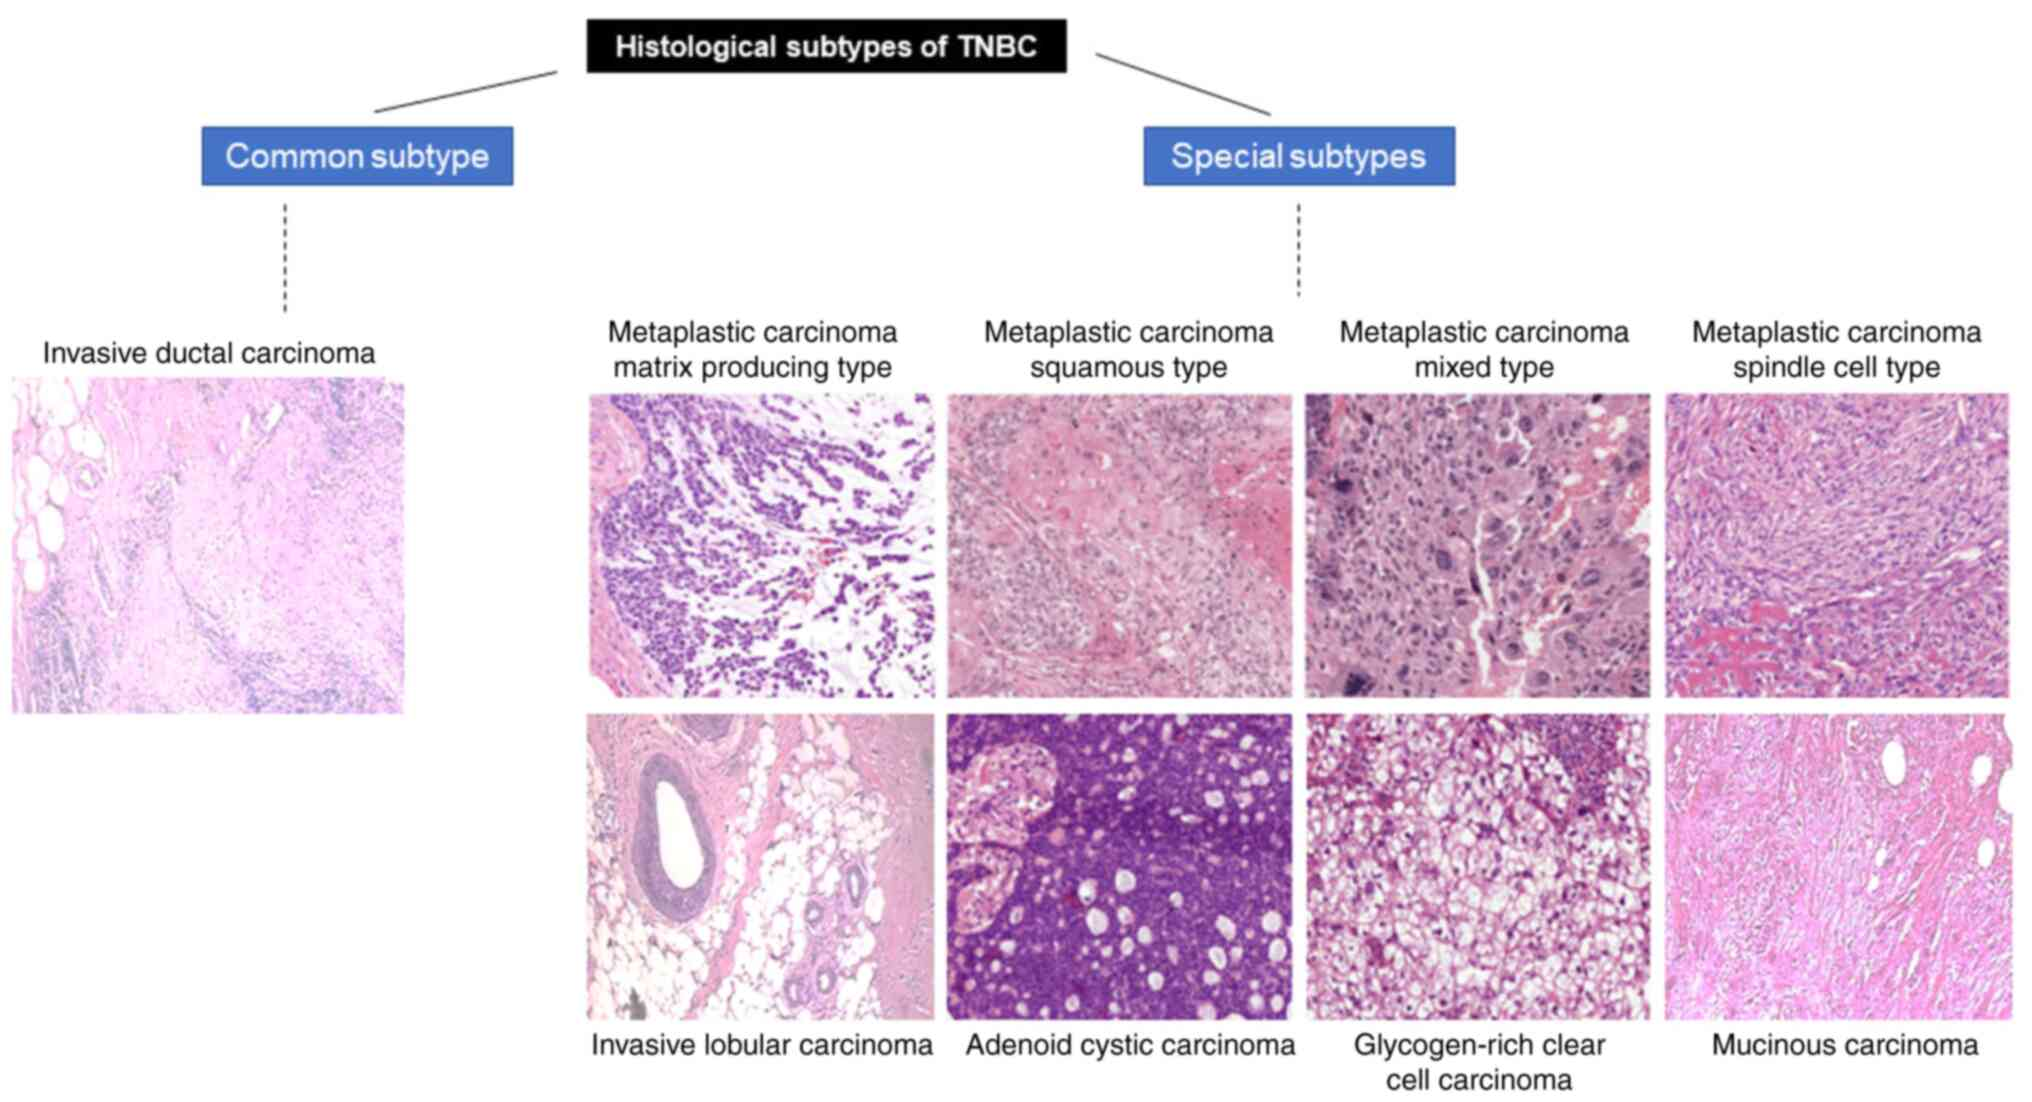 Histological subtypes of TNBC
Common subtype
Special subtypes
Invasive ductal carcinoma
Metaplastic carcinoma
matrix producing type
Metaplastic carcinoma
squamous type
Metaplastic carcinoma
mixed type
Metaplastic carcinoma
spindle cell type
Invasive lobular carcinoma
Adenoid cystic carcinoma
Glycogen-rich clear
cell carcinoma
Mucinous carcinoma